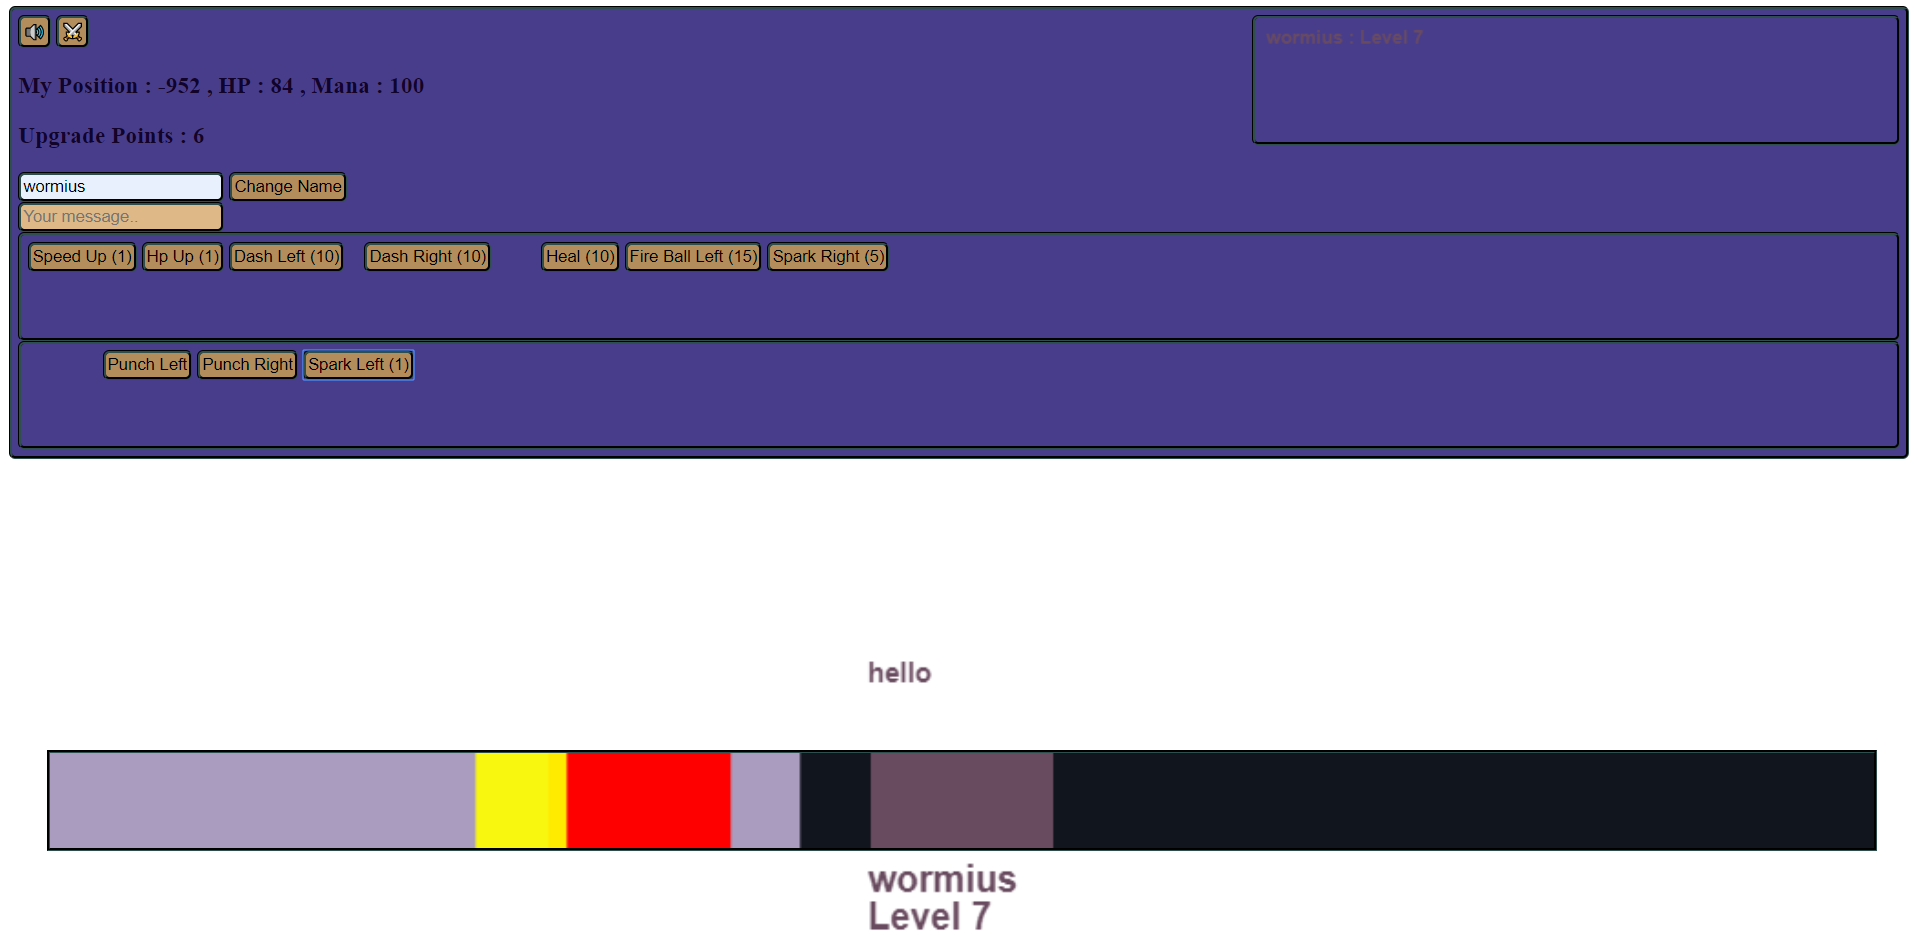 wormius : Level 7
My Position : -952 , HP : 84 , Mana : 100
Upgrade Points : 6
wormius Change Name
Your message..
Speed Up (1) Hp Up (1) Dash Left (10) Dash Right (10) Heal (10) Fire Ball Left (15) Spark Right (5)
Punch Left Punch Right Spark Left (1)
hello
wormius
Level 7